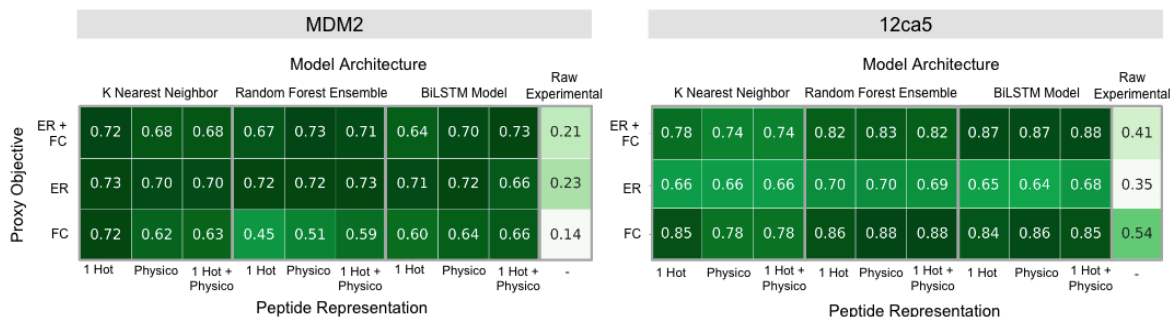 MDM2
Model Architecture
K Nearest Neighbor Random Forest Ensemble BiLSTM Model Raw Experimental
Proxy Objective
ER + FC 0.72 0.68 0.68 0.67 0.73 0.71 0.64 0.70 0.73 0.21
ER 0.73 0.70 0.70 0.72 0.72 0.73 0.71 0.72 0.66 0.23
FC 0.72 0.62 0.63 0.45 0.51 0.59 0.60 0.64 0.66 0.14
1 Hot Physico 1 Hot + Physico 1 Hot Physico 1 Hot + Physico 1 Hot Physico 1 Hot + Physico -
Peptide Representation
12ca5
Model Architecture
K Nearest Neighbor Random Forest Ensemble BiLSTM Model Raw Experimental
ER + FC 0.78 0.74 0.74 0.82 0.83 0.82 0.87 0.87 0.88 0.41
ER 0.66 0.66 0.66 0.70 0.70 0.69 0.65 0.64 0.68 0.35
FC 0.85 0.78 0.78 0.86 0.88 0.88 0.84 0.86 0.85 0.54
1 Hot Physico 1 Hot + Physico 1 Hot Physico 1 Hot + Physico 1 Hot Physico 1 Hot + Physico -
Peptide Representation